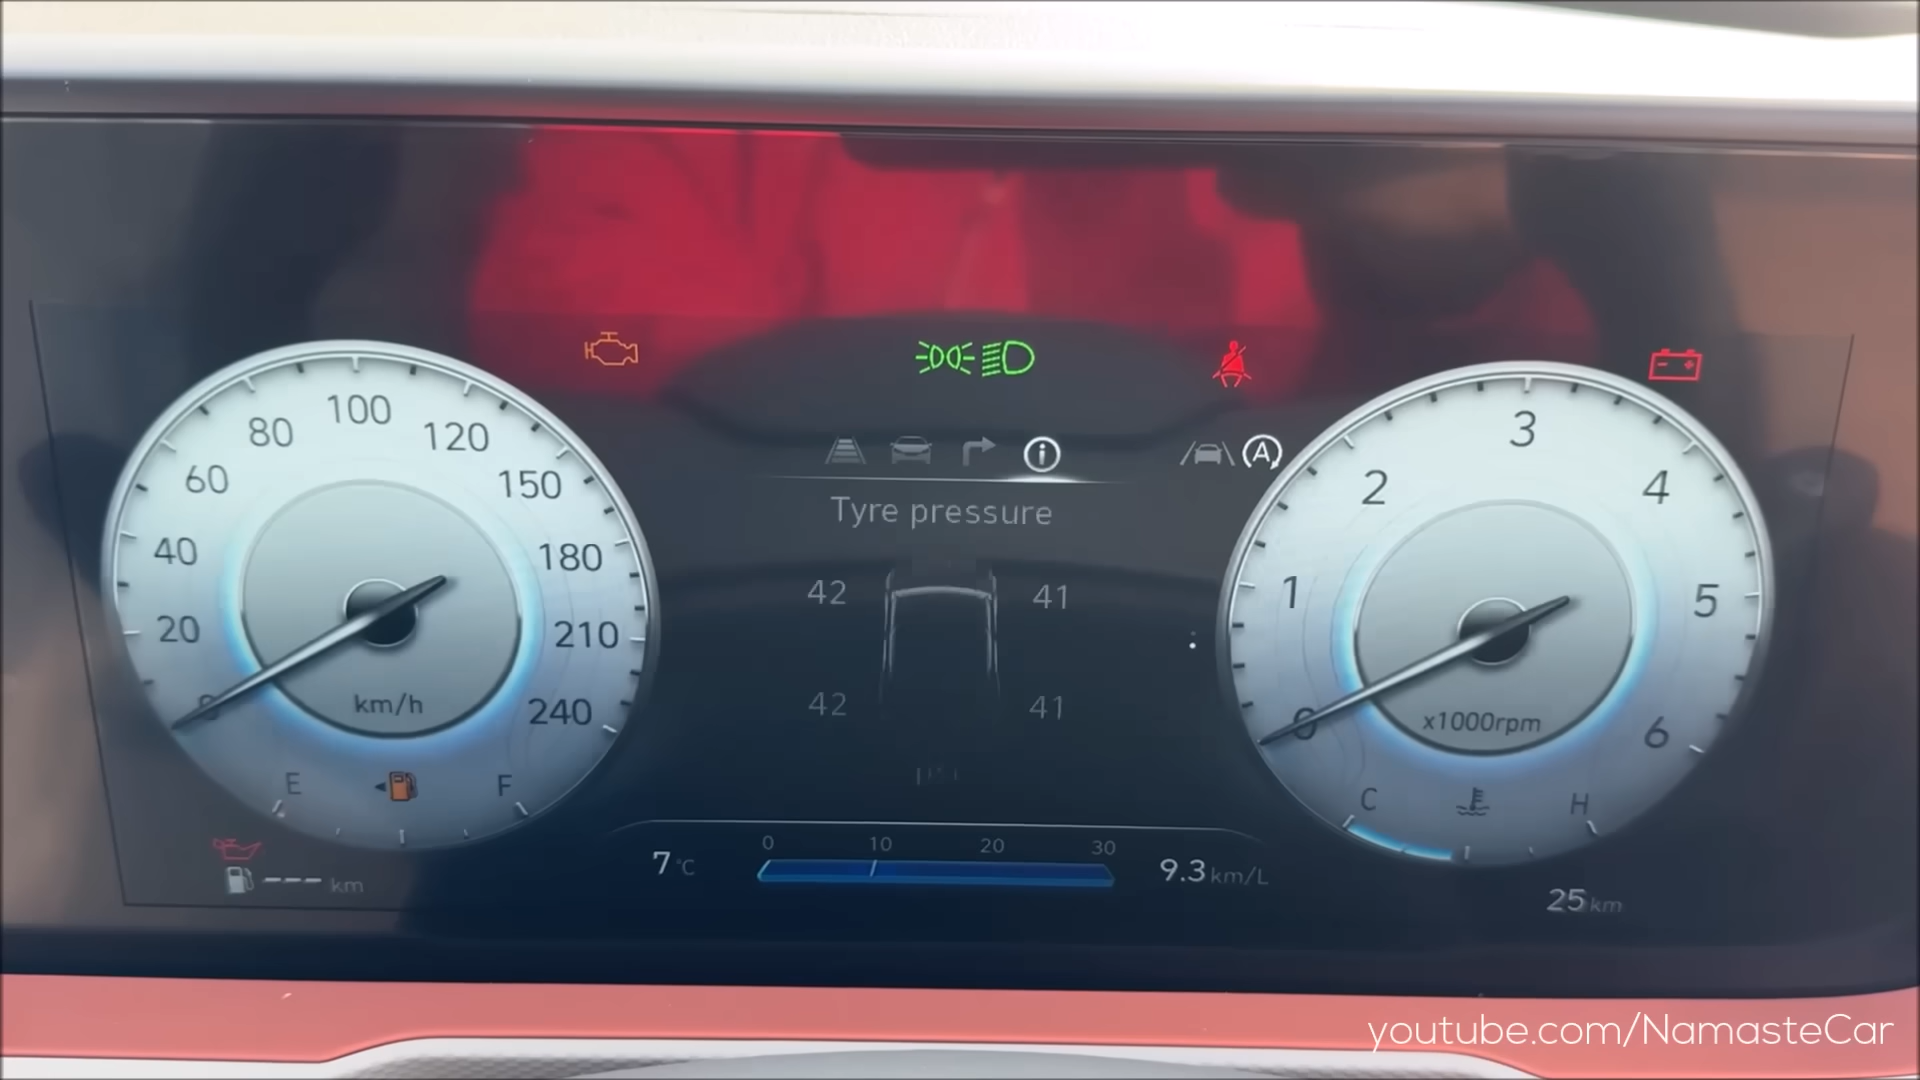 100
80
120
60
150
40
180
20
210
0
240
km/h
E
F
--- km
Tyre pressure
42
41
42
41
7 °C
0 10 20 30
9.3 km/L
A
3
2
4
1
5
0
6
x1000rpm
C
H
25 km
youtube.com/NamasteCar